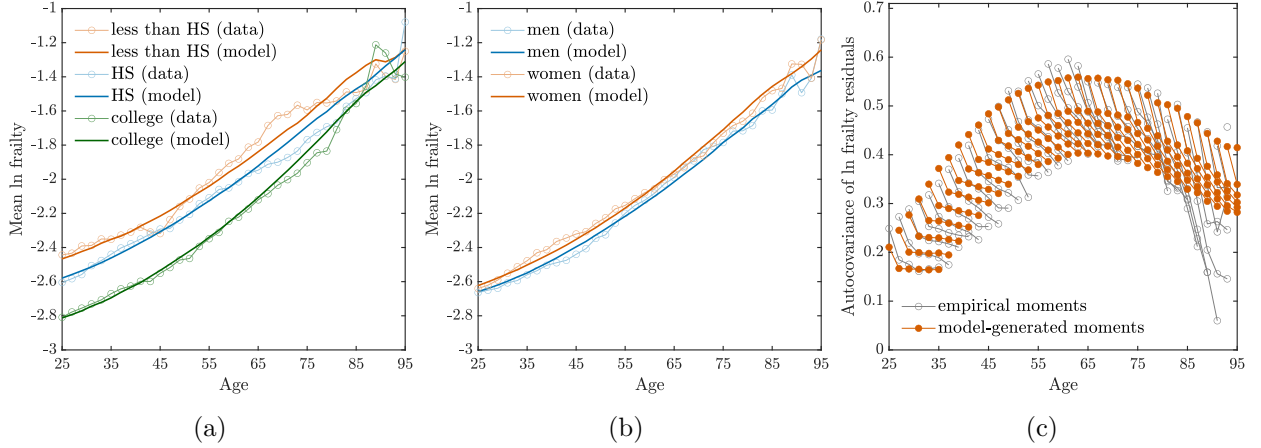 -1
-1.2
-1.4
-1.6
-1.8
-2
-2.2
-2.4
-2.6
-2.8
-3
Mean ln frailty
less than HS (data)
less than HS (model)
HS (data)
HS (model)
college (data)
college (model)
25 35 45 55 65 75 85 95
Age
(a)
-1
-1.2
-1.4
-1.6
-1.8
-2
-2.2
-2.4
-2.6
-2.8
-3
Mean ln frailty
men (data)
men (model)
women (data)
women (model)
25 35 45 55 65 75 85 95
Age
(b)
0.7
0.6
0.5
0.4
0.3
0.2
0.1
0
Autocovariance of ln frailty residuals
empirical moments
model-generated moments
25 35 45 55 65 75 85 95
Age
(c)